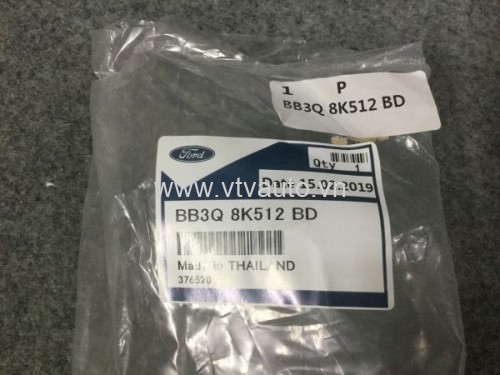 1 P
BB3Q 8K512 BD
Ford
Qty 1
Date 15.02.2019
www.vtvauto.vn
BB3Q 8K512 BD
Made in THAILAND
376520